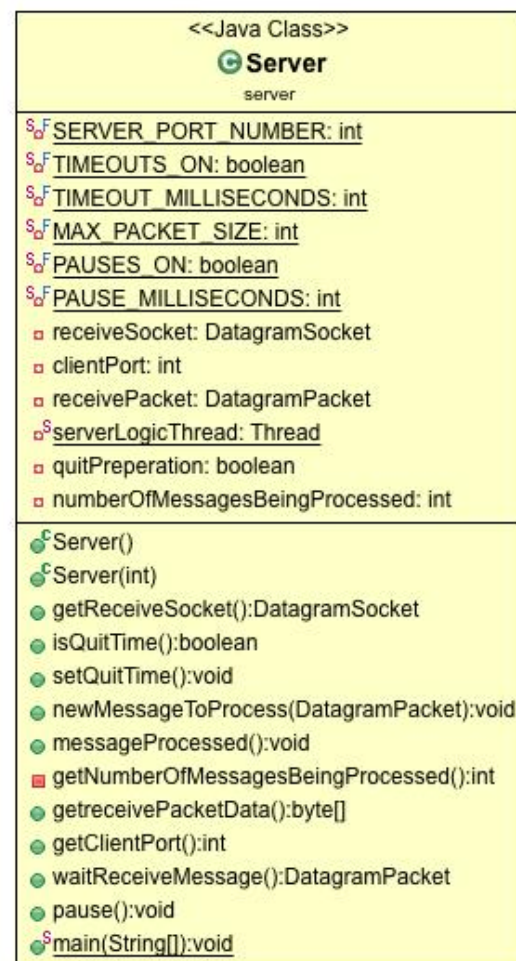 <<Java Class>>
Server
server
SERVER_PORT_NUMBER: int
TIMEOUTS_ON: boolean
TIMEOUT_MILLISECONDS: int
MAX_PACKET_SIZE: int
PAUSES_ON: boolean
PAUSE_MILLISECONDS: int
receiveSocket: DatagramSocket
clientPort: int
receivePacket: DatagramPacket
serverLogicThread: Thread
quitPreperation: boolean
numberOfMessagesBeingProcessed: int
Server()
Server(int)
getReceiveSocket():DatagramSocket
isQuitTime():boolean
setQuitTime():void
newMessageToProcess(DatagramPacket):void
messageProcessed():void
getNumberOfMessagesBeingProcessed():int
getreceivePacketData():byte[]
getClientPort():int
waitReceiveMessage():DatagramPacket
pause():void
main(String[]):void